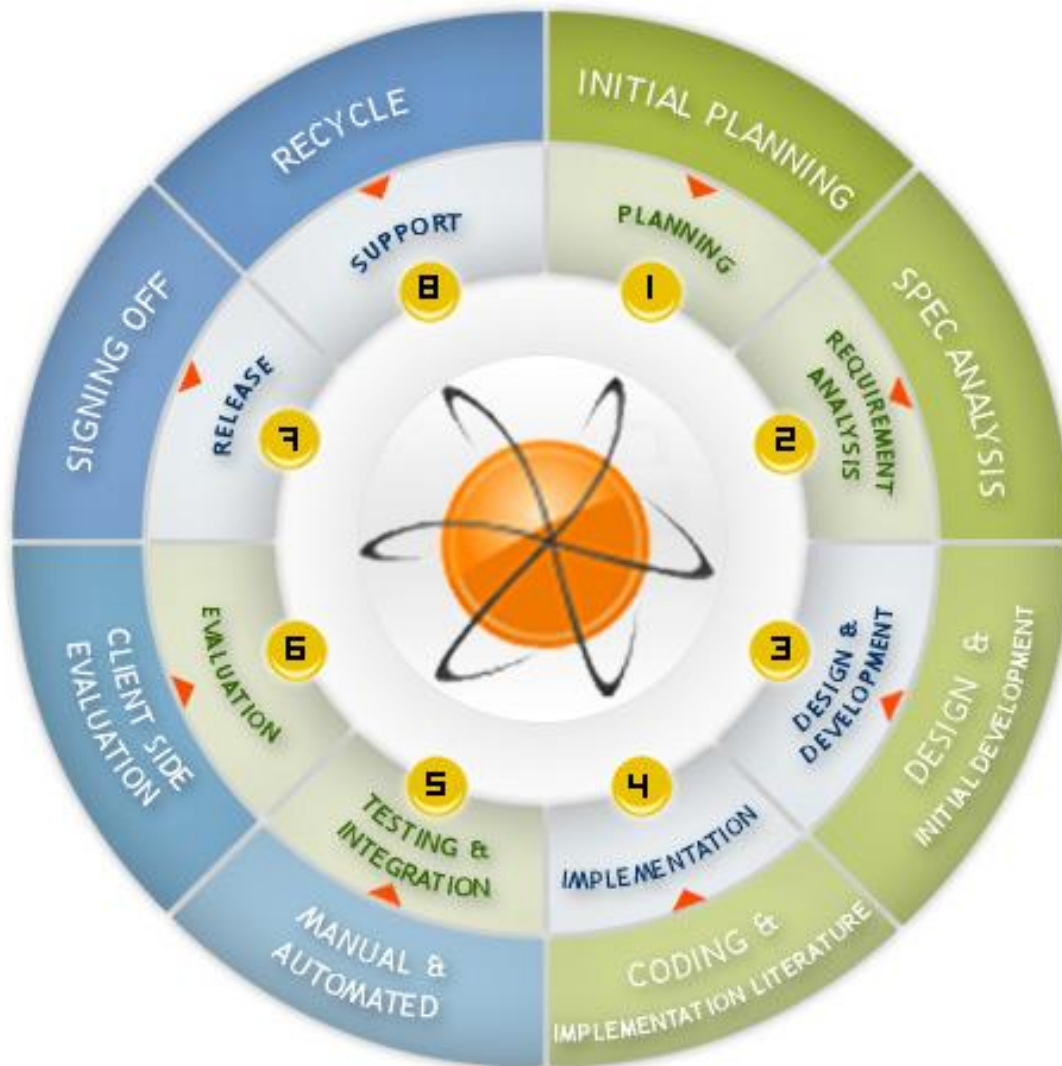 INITIAL PLANNING
PLANNING
1
SPEC ANALYSIS
REQUIREMENT
ANALYSIS
2
DESIGN &
INITIAL DEVELOPMENT
DESIGN &
DEVELOPMENT
3
CODING &
IMPLEMENTATION LITERATURE
IMPLEMENTATION
4
MANUAL &
AUTOMATED
TESTING &
INTEGRATION
5
CLIENT SIDE
EVALUATION
EVALUATION
6
SIGNING OFF
RELEASE
7
RECYCLE
SUPPORT
8